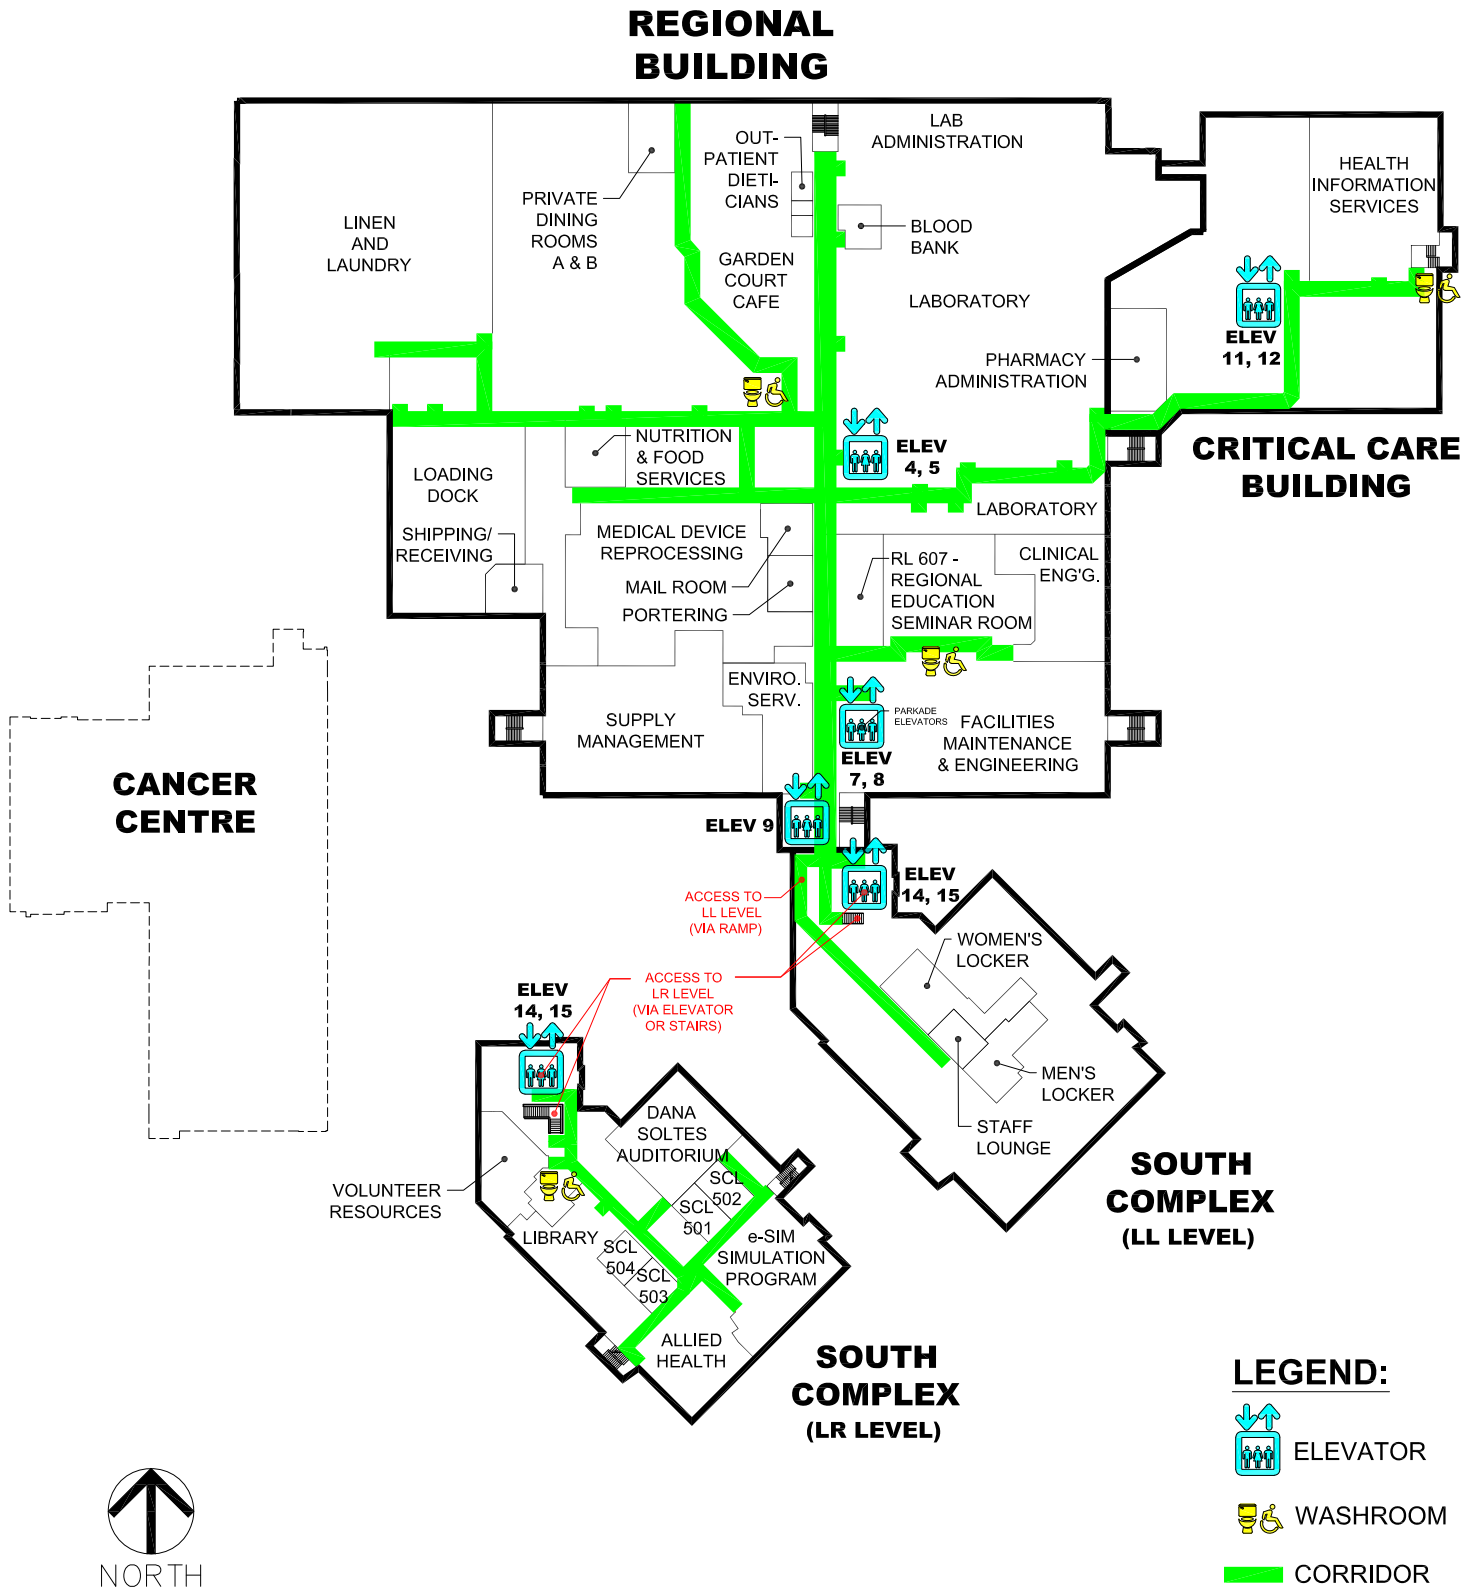 REGIONAL
BUILDING
LAB
ADMINISTRATION
OUT-
PATIENT
DIETI-
CIANS
HEALTH
INFORMATION
SERVICES
PRIVATE
DINING
ROOMS
A & B
LINEN
AND
LAUNDRY
BLOOD
BANK
GARDEN
COURT
CAFE
LABORATORY
ELEV
11, 12
PHARMACY
ADMINISTRATION
NUTRITION
& FOOD
SERVICES
ELEV
4, 5
CRITICAL CARE
BUILDING
LOADING
DOCK
LABORATORY
SHIPPING/
RECEIVING
MEDICAL DEVICE
REPROCESSING
MAIL ROOM
PORTERING
RL 607 -
REGIONAL
EDUCATION
SEMINAR ROOM
CLINICAL
ENG'G.
ENVIRO.
SERV.
SUPPLY
MANAGEMENT
PARKADE
ELEVATORS
FACILITIES
MAINTENANCE
& ENGINEERING
ELEV
7, 8
CANCER
CENTRE
ELEV 9
ELEV
14, 15
ACCESS TO
LL LEVEL
(VIA RAMP)
WOMEN'S
LOCKER
ACCESS TO
LR LEVEL
(VIA ELEVATOR
OR STAIRS)
ELEV
14, 15
MEN'S
LOCKER
STAFF
LOUNGE
DANA
SOLTES
AUDITORIUM
SOUTH
COMPLEX
(LL LEVEL)
VOLUNTEER
RESOURCES
SCL
502
SCL
501
LIBRARY
SCL
504
SCL
503
e-SIM
SIMULATION
PROGRAM
ALLIED
HEALTH
SOUTH
COMPLEX
(LR LEVEL)
LEGEND:
ELEVATOR
WASHROOM
CORRIDOR
NORTH